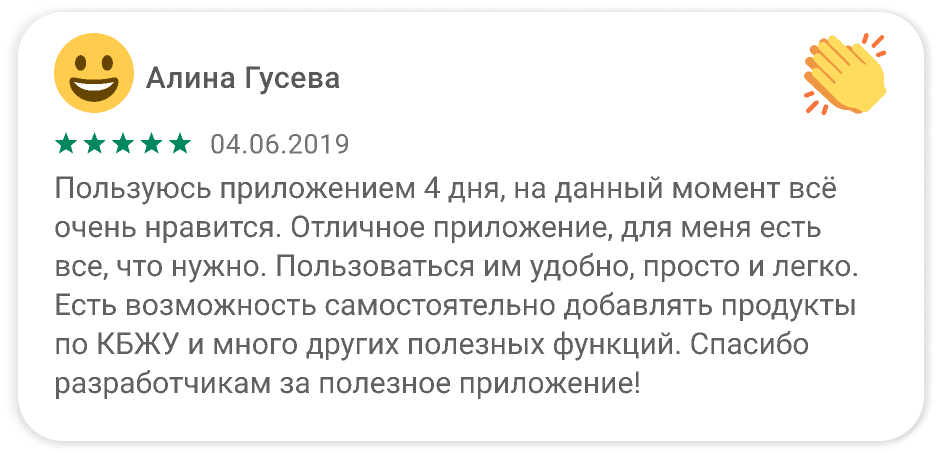 Алина Гусева
04.06.2019
Пользуюсь приложением 4 дня, на данный момент всё
очень нравится. Отличное приложение, для меня есть
все, что нужно. Пользоваться им удобно, просто и легко.
Есть возможность самостоятельно добавлять продукты
по КБЖУ и много других полезных функций. Спасибо
разработчикам за полезное приложение!